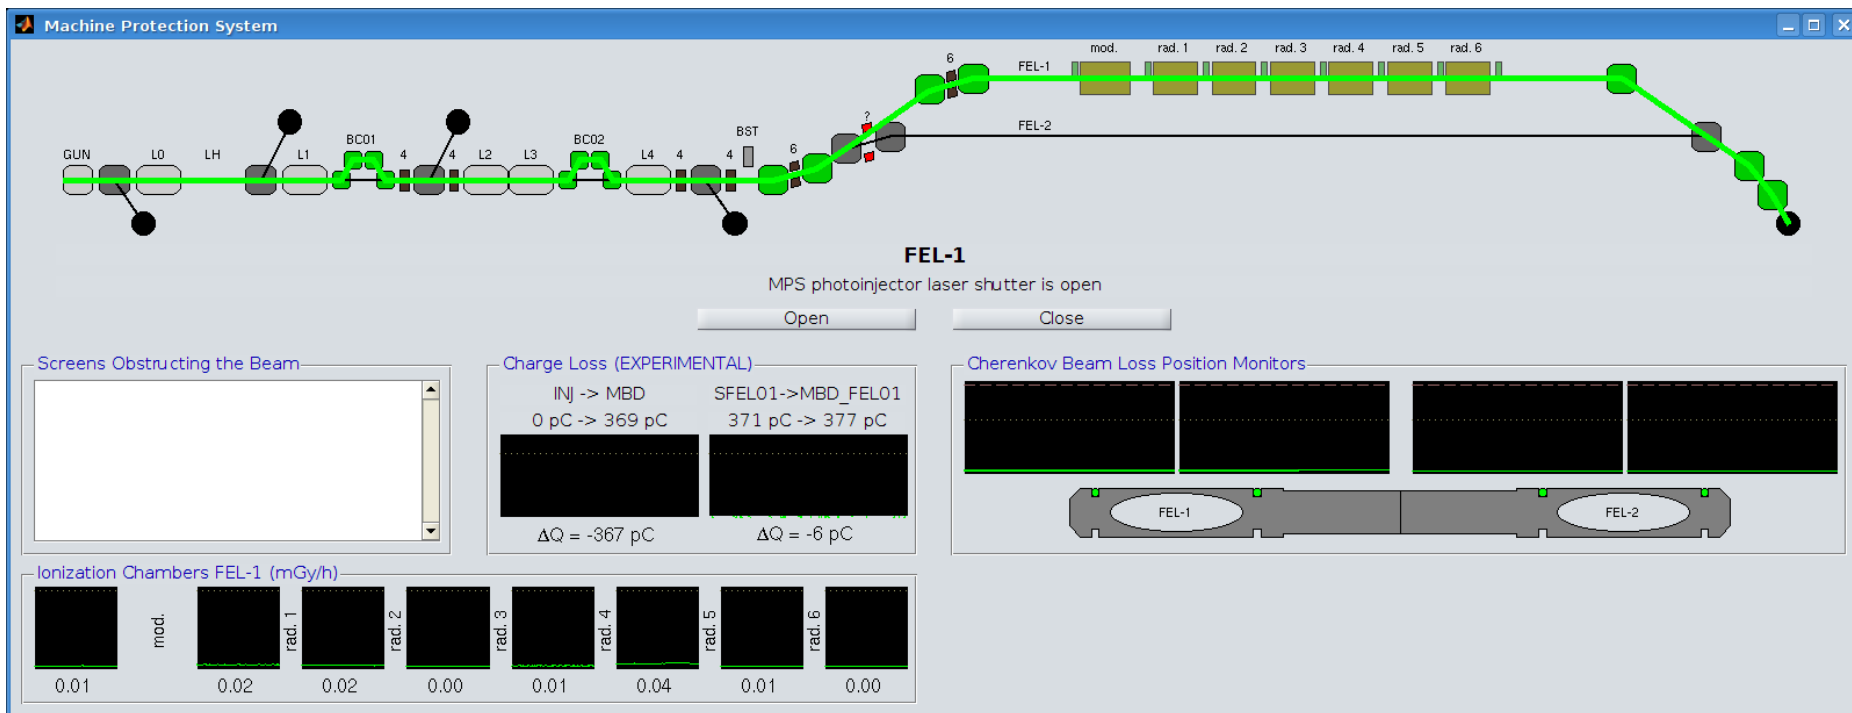 Machine Protection System
mod. rad. 1 rad. 2 rad. 3 rad. 4 rad. 5 rad. 6
6 FEL-1
? FEL-2
BST
BC01 BC02
GUN L0 LH L1 4 4 L2 L3 L4 4 4 6
FEL-1
MPS photoinjector laser shutter is open
Open Close
Screens Obstructing the Beam
Charge Loss (EXPERIMENTAL)
INJ -> MBD SFEL01->MBD_FEL01
0 pC -> 369 pC 371 pC -> 377 pC
ΔQ = -367 pC ΔQ = -6 pC
Cherenkov Beam Loss Position Monitors
FEL-1 FEL-2
Ionization Chambers FEL-1 (mGy/h)
mod. rad. 1 rad. 2 rad. 3 rad. 4 rad. 5 rad. 6
0.01 0.02 0.02 0.00 0.01 0.04 0.01 0.00